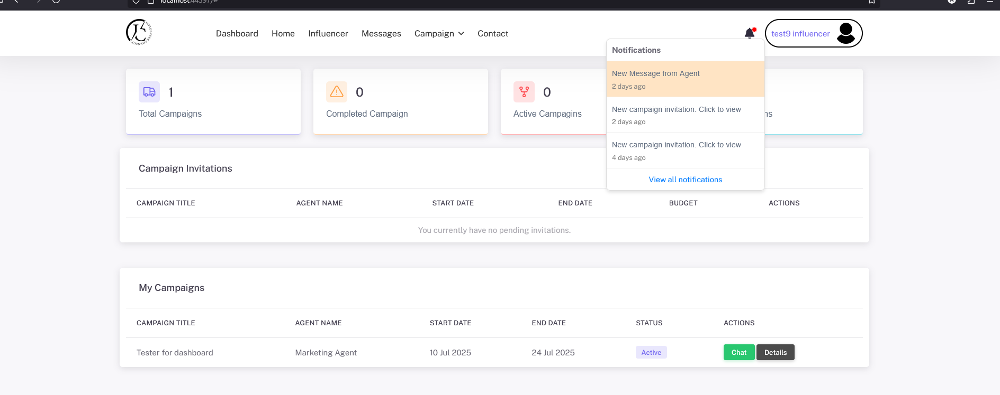 localhost:44397/#
INFLUENCER CONNECT
Dashboard Home Influencer Messages Campaign Contact
test9 influencer
Notifications
New Message from Agent
2 days ago
New campaign invitation. Click to view
2 days ago
New campaign invitation. Click to view
4 days ago
View all notifications
1
Total Campaigns
0
Completed Campaign
0
Active Campagins
ns
Campaign Invitations
CAMPAIGN TITLE AGENT NAME START DATE END DATE BUDGET ACTIONS
You currently have no pending invitations.
My Campaigns
CAMPAIGN TITLE AGENT NAME START DATE END DATE STATUS ACTIONS
Tester for dashboard Marketing Agent 10 Jul 2025 24 Jul 2025 Active Chat Details